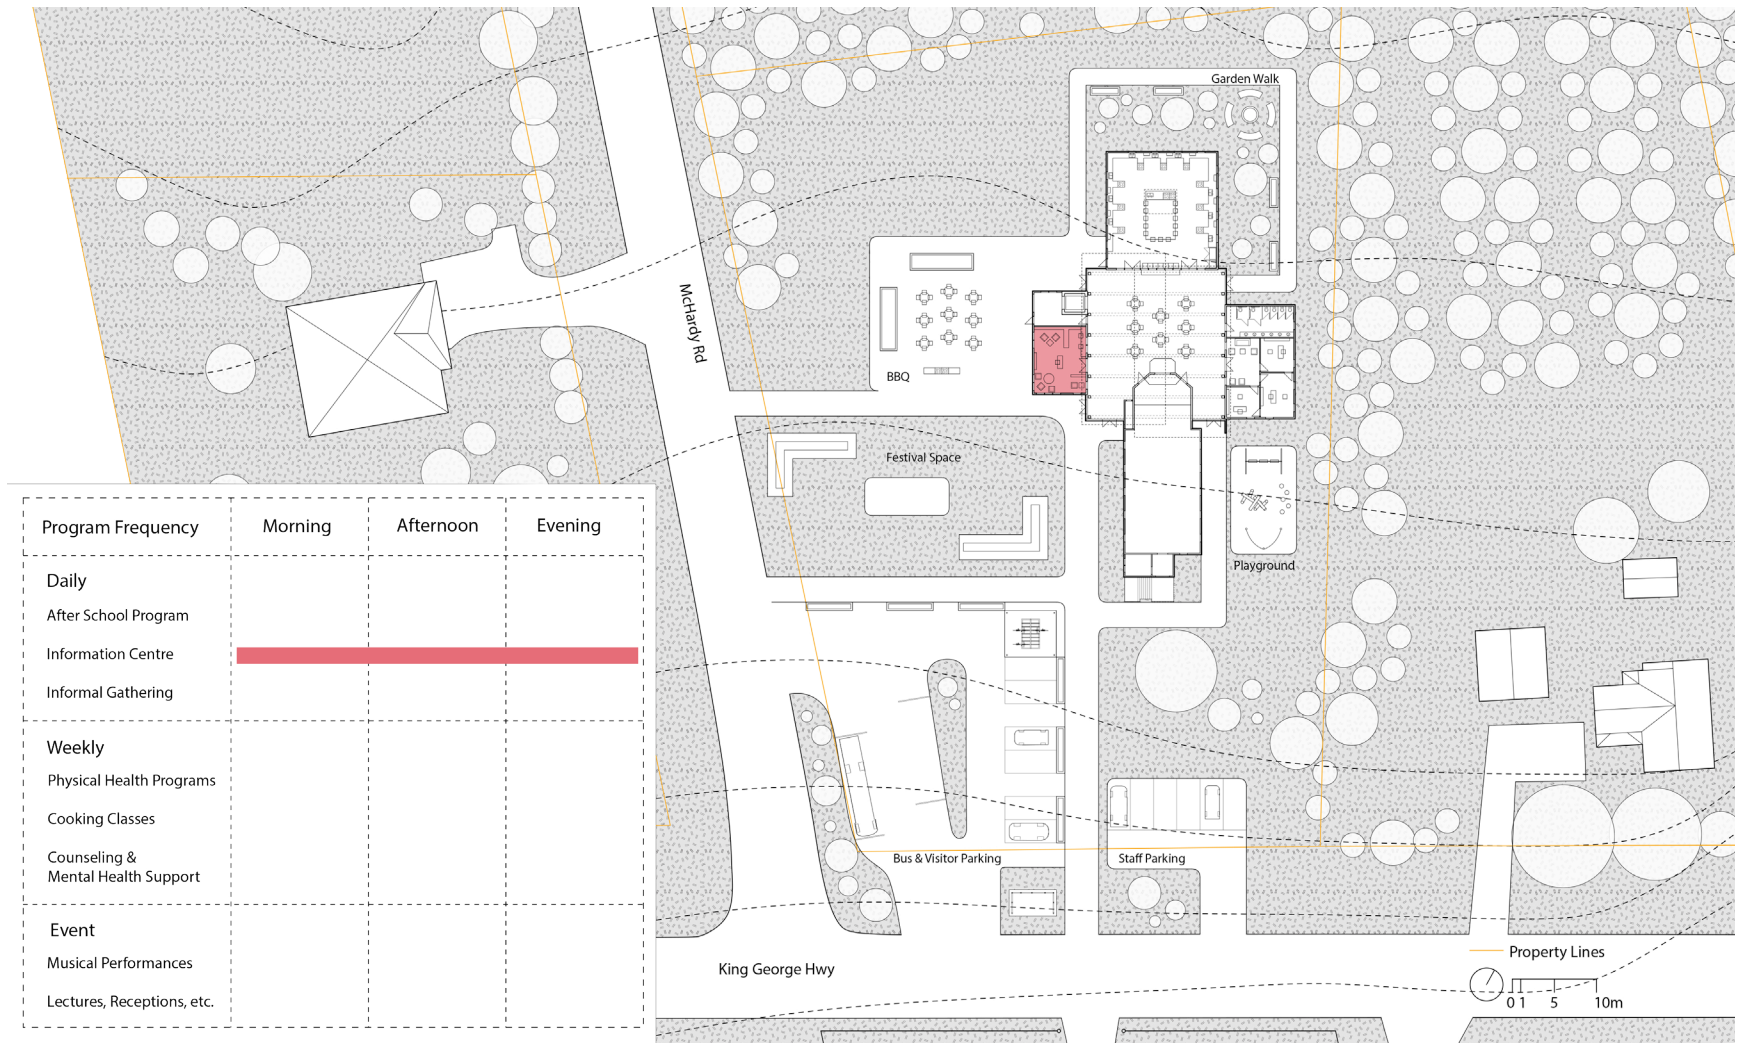 Program Frequency
Morning
Afternoon
Evening
Daily
After School Program
Information Centre
Informal Gathering
Weekly
Physical Health Programs
Cooking Classes
Counseling &
Mental Health Support
Event
Musical Performances
Lectures, Receptions, etc.
Garden Walk
McHardy Rd
BBQ
Festival Space
Playground
Bus & Visitor Parking
Staff Parking
King George Hwy
Property Lines
0 1 5 10m